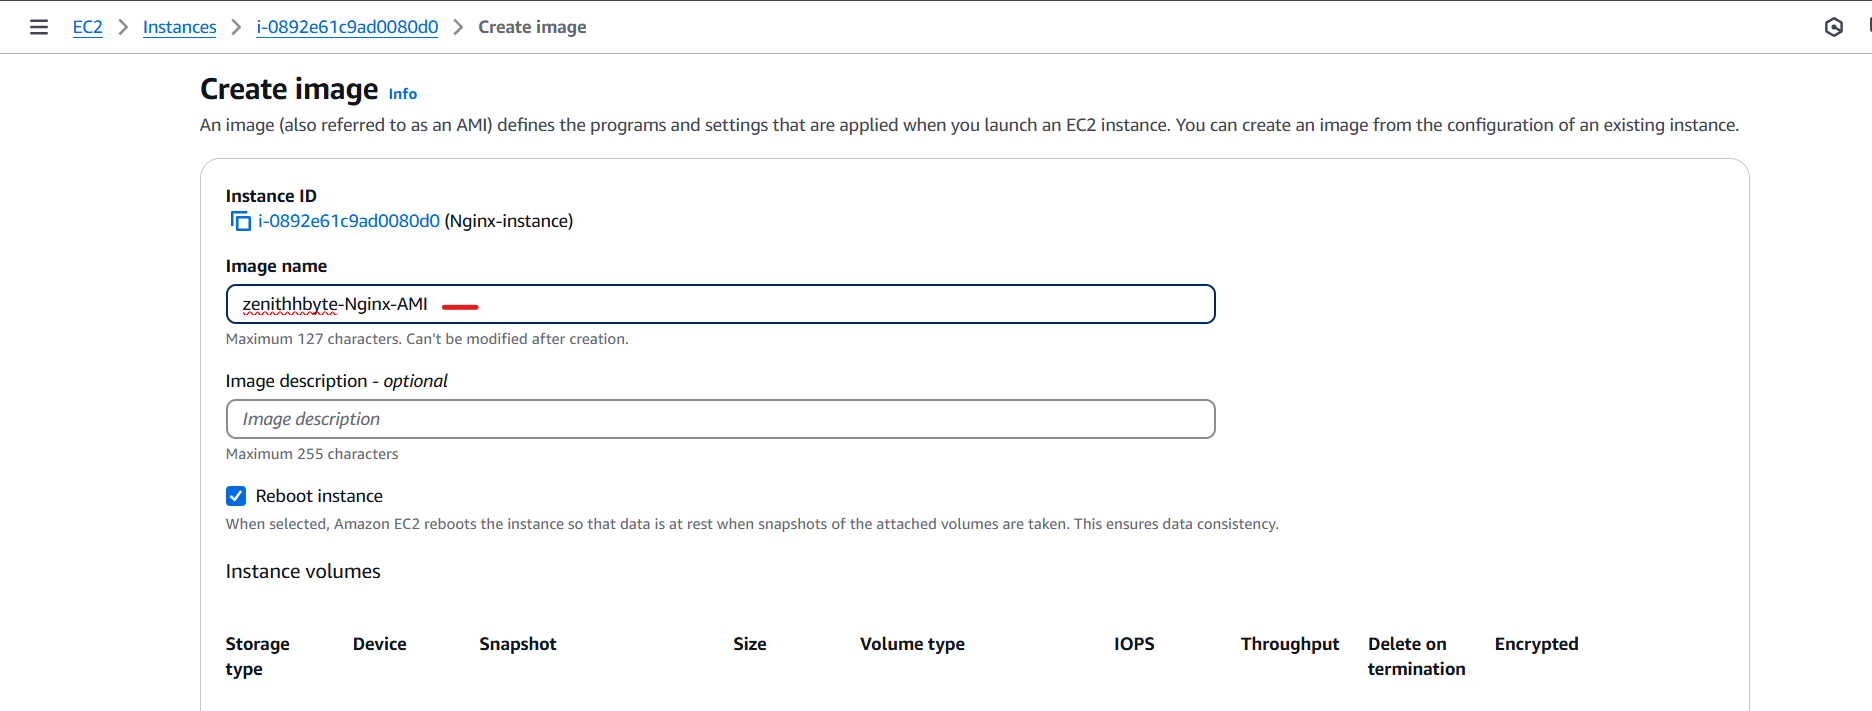 EC2 > Instances > i-0892e61c9ad0080d0 > Create image
Create image Info
An image (also referred to as an AMI) defines the programs and settings that are applied when you launch an EC2 instance. You can create an image from the configuration of an existing instance.
Instance ID
i-0892e61c9ad0080d0 (Nginx-instance)
Image name
zenithhbyte-Nginx-AMI
Maximum 127 characters. Can't be modified after creation.
Image description - optional
Image description
Maximum 255 characters
Reboot instance
When selected, Amazon EC2 reboots the instance so that data is at rest when snapshots of the attached volumes are taken. This ensures data consistency.
Instance volumes
Storage type Device Snapshot Size Volume type IOPS Throughput Delete on termination Encrypted